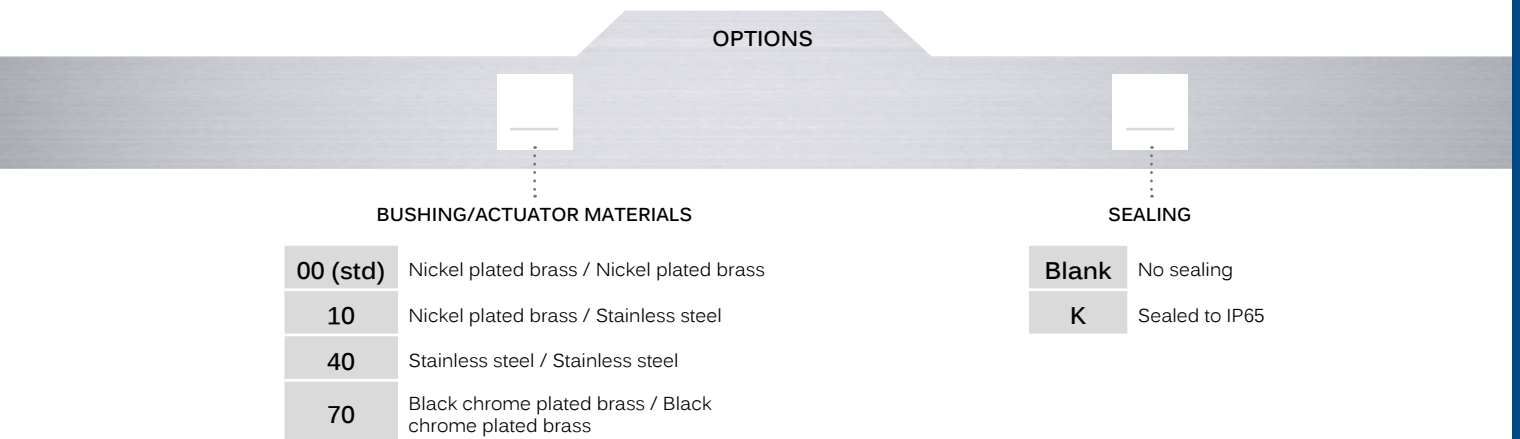 OPTIONS
BUSHING/ACTUATOR MATERIALS
00 (std) Nickel plated brass / Nickel plated brass
10 Nickel plated brass / Stainless steel
40 Stainless steel / Stainless steel
70 Black chrome plated brass / Black
chrome plated brass
SEALING
Blank No sealing
K Sealed to IP65